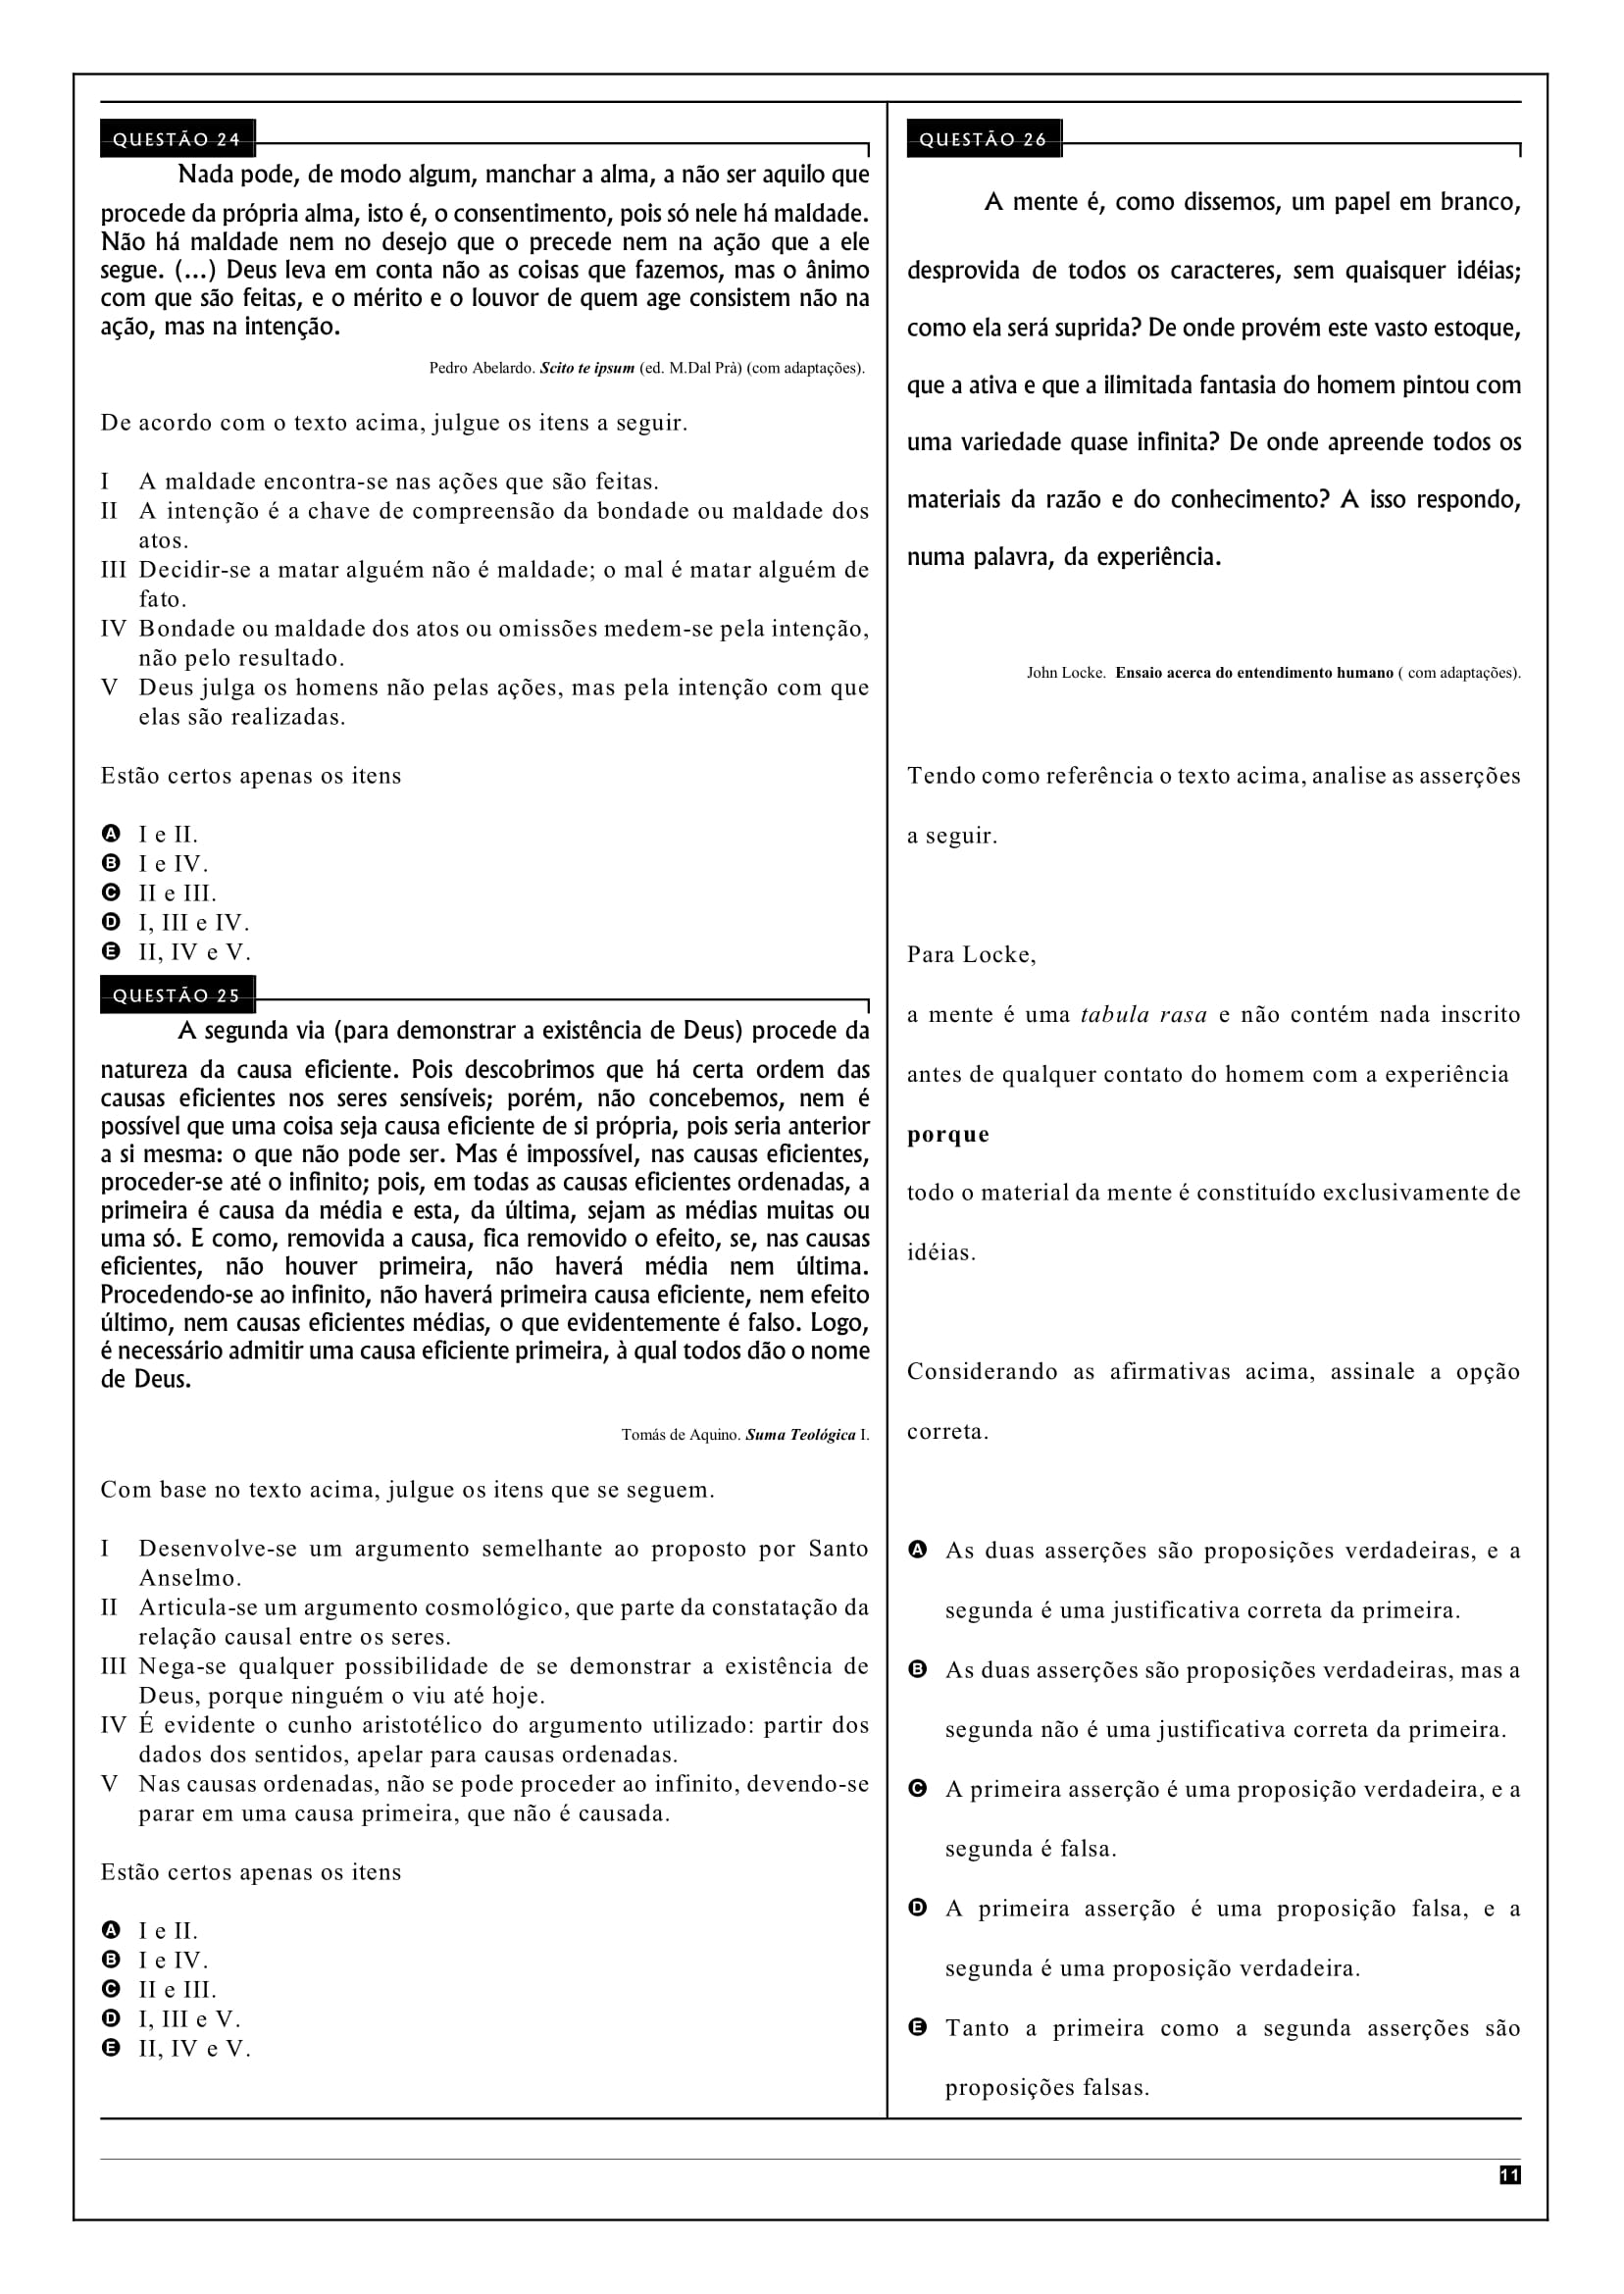 QUESTÃO 24
Nada pode, de modo algum, manchar a alma, a não ser aquilo que
procede da própria alma, isto é, o consentimento, pois só nele há maldade.
Não há maldade nem no desejo que o precede nem na ação que a ele
segue. (...) Deus leva em conta não as coisas que fazemos, mas o ânimo
com que são feitas, e o mérito e o louvor de quem age consistem não na
ação, mas na intenção.
Pedro Abelardo. Scito te ipsum (ed. M.Dal Prà) (com adaptações).
De acordo com o texto acima, julgue os itens a seguir.
I A maldade encontra-se nas ações que são feitas.
II A intenção é a chave de compreensão da bondade ou maldade dos
atos.
III Decidir-se a matar alguém não é maldade; o mal é matar alguém de
fato.
IV Bondade ou maldade dos atos ou omissões medem-se pela intenção,
não pelo resultado.
V Deus julga os homens não pelas ações, mas pela intenção com que
elas são realizadas.
Estão certos apenas os itens
A I e II.
B I e IV.
C II e III.
D I, III e IV.
E II, IV e V.
QUESTÃO 25
A segunda via (para demonstrar a existência de Deus) procede da
natureza da causa eficiente. Pois descobrimos que há certa ordem das
causas eficientes nos seres sensíveis; porém, não concebemos, nem é
possível que uma coisa seja causa eficiente de si própria, pois seria anterior
a si mesma: o que não pode ser. Mas é impossível, nas causas eficientes,
proceder-se até o infinito; pois, em todas as causas eficientes ordenadas, a
primeira é causa da média e esta, da última, sejam as médias muitas ou
uma só. E como, removida a causa, fica removido o efeito, se, nas causas
eficientes, não houver primeira, não haverá média nem última.
Procedendo-se ao infinito, não haverá primeira causa eficiente, nem efeito
último, nem causas eficientes médias, o que evidentemente é falso. Logo,
é necessário admitir uma causa eficiente primeira, à qual todos dão o nome
de Deus.
Tomás de Aquino. Suma Teológica I.
Com base no texto acima, julgue os itens que se seguem.
I Desenvolve-se um argumento semelhante ao proposto por Santo
Anselmo.
II Articula-se um argumento cosmológico, que parte da constatação da
relação causal entre os seres.
III Nega-se qualquer possibilidade de se demonstrar a existência de
Deus, porque ninguém o viu até hoje.
IV É evidente o cunho aristotélico do argumento utilizado: partir dos
dados dos sentidos, apelar para causas ordenadas.
V Nas causas ordenadas, não se pode proceder ao infinito, devendo-se
parar em uma causa primeira, que não é causada.
Estão certos apenas os itens
A I e II.
B I e IV.
C II e III.
D I, III e V.
E II, IV e V.
QUESTÃO 26
A mente é, como dissemos, um papel em branco,
desprovida de todos os caracteres, sem quaisquer idéias;
como ela será suprida? De onde provém este vasto estoque,
que a ativa e que a ilimitada fantasia do homem pintou com
uma variedade quase infinita? De onde apreende todos os
materiais da razão e do conhecimento? A isso respondo,
numa palavra, da experiência.
John Locke. Ensaio acerca do entendimento humano ( com adaptações).
Tendo como referência o texto acima, analise as asserções
a seguir.
Para Locke,
a mente é uma tabula rasa e não contém nada inscrito
antes de qualquer contato do homem com a experiência
porque
todo o material da mente é constituído exclusivamente de
idéias.
Considerando as afirmativas acima, assinale a opção
correta.
A As duas asserções são proposições verdadeiras, e a
segunda é uma justificativa correta da primeira.
B As duas asserções são proposições verdadeiras, mas a
segunda não é uma justificativa correta da primeira.
C A primeira asserção é uma proposição verdadeira, e a
segunda é falsa.
D A primeira asserção é uma proposição falsa, e a
segunda é uma proposição verdadeira.
E Tanto a primeira como a segunda asserções são
proposições falsas.
11